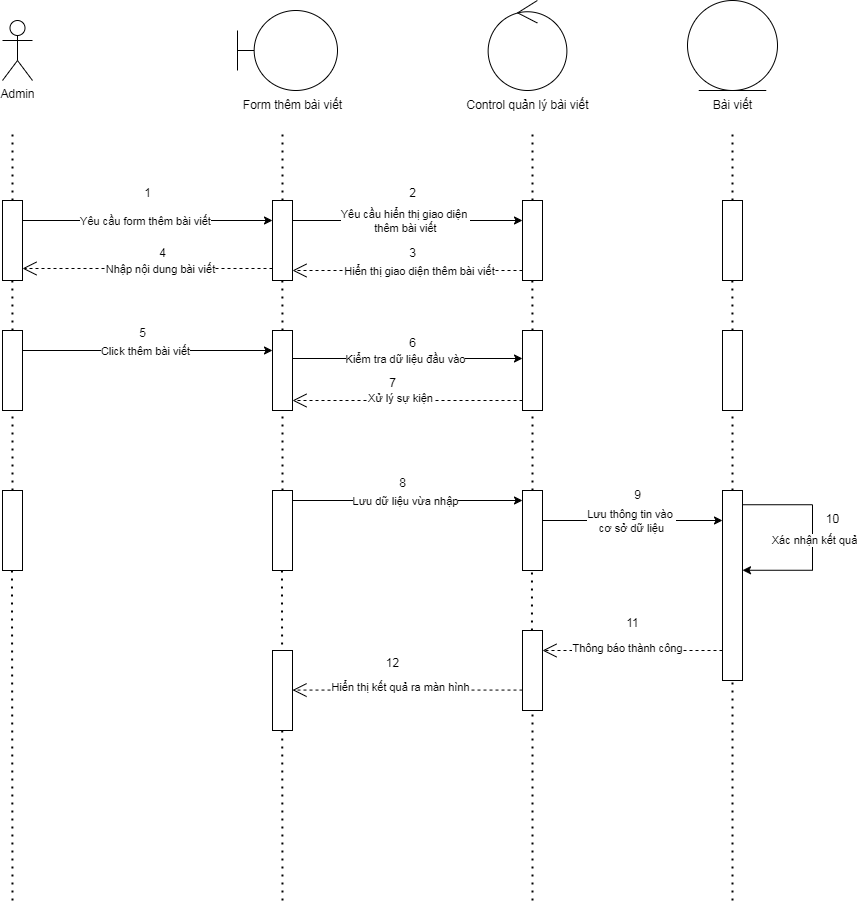 Admin
Form thêm bài viết
Control quản lý bài viết
Bài viết
1
Yêu cầu form thêm bài viết
2
Yêu cầu hiển thị giao diện
thêm bài viết
4
Nhập nội dung bài viết
3
Hiển thị giao diện thêm bài viết
5
Click thêm bài viết
6
Kiểm tra dữ liệu đầu vào
7
Xử lý sự kiện
8
Lưu dữ liệu vừa nhập
9
Lưu thông tin vào
cơ sở dữ liệu
10
Xác nhận kết quả
11
Thông báo thành công
12
Hiển thị kết quả ra màn hình